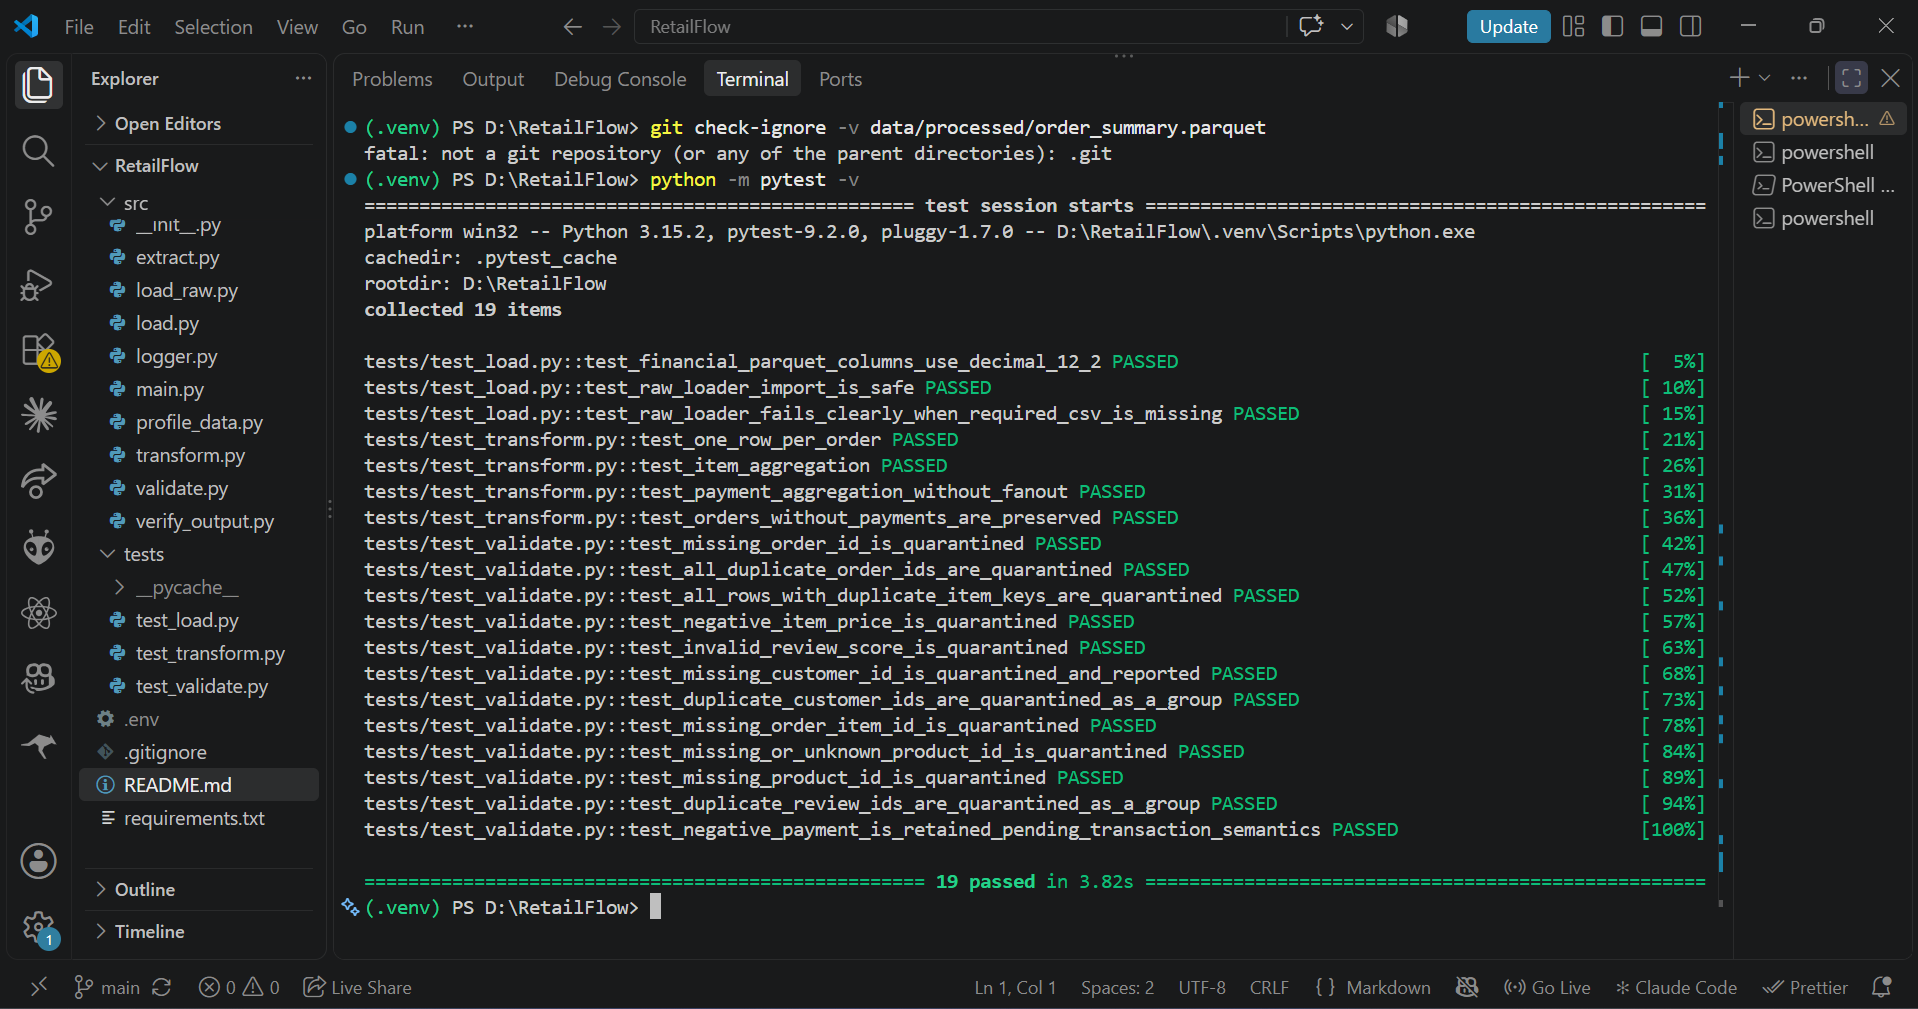 File Edit Selection View Go Run ··· RetailFlow Update
Explorer ···
Open Editors
RetailFlow
src
__init__.py
extract.py
load_raw.py
load.py
logger.py
main.py
profile_data.py
transform.py
validate.py
verify_output.py
tests
__pycache__
test_load.py
test_transform.py
test_validate.py
.env
.gitignore
README.md
requirements.txt
Outline
Timeline
1
Problems Output Debug Console Terminal Ports
(.venv) PS D:\RetailFlow> git check-ignore -v data/processed/order_summary.parquet
fatal: not a git repository (or any of the parent directories): .git
(.venv) PS D:\RetailFlow> python -m pytest -v
=================================================== test session starts ===================================================
platform win32 -- Python 3.15.2, pytest-9.2.0, pluggy-1.7.0 -- D:\RetailFlow\.venv\Scripts\python.exe
cachedir: .pytest_cache
rootdir: D:\RetailFlow
collected 19 items
tests/test_load.py::test_financial_parquet_columns_use_decimal_12_2 PASSED [  5%]
tests/test_load.py::test_raw_loader_import_is_safe PASSED [ 10%]
tests/test_load.py::test_raw_loader_fails_clearly_when_required_csv_is_missing PASSED [ 15%]
tests/test_transform.py::test_one_row_per_order PASSED [ 21%]
tests/test_transform.py::test_item_aggregation PASSED [ 26%]
tests/test_transform.py::test_payment_aggregation_without_fanout PASSED [ 31%]
tests/test_transform.py::test_orders_without_payments_are_preserved PASSED [ 36%]
tests/test_validate.py::test_missing_order_id_is_quarantined PASSED [ 42%]
tests/test_validate.py::test_all_duplicate_order_ids_are_quarantined PASSED [ 47%]
tests/test_validate.py::test_all_rows_with_duplicate_item_keys_are_quarantined PASSED [ 52%]
tests/test_validate.py::test_negative_item_price_is_quarantined PASSED [ 57%]
tests/test_validate.py::test_invalid_review_score_is_quarantined PASSED [ 63%]
tests/test_validate.py::test_missing_customer_id_is_quarantined_and_reported PASSED [ 68%]
tests/test_validate.py::test_duplicate_customer_ids_are_quarantined_as_a_group PASSED [ 73%]
tests/test_validate.py::test_missing_order_item_id_is_quarantined PASSED [ 78%]
tests/test_validate.py::test_missing_or_unknown_product_id_is_quarantined PASSED [ 84%]
tests/test_validate.py::test_missing_product_id_is_quarantined PASSED [ 89%]
tests/test_validate.py::test_duplicate_review_ids_are_quarantined_as_a_group PASSED [ 94%]
tests/test_validate.py::test_negative_payment_is_retained_pending_transaction_semantics PASSED [100%]
=================================================== 19 passed in 3.82s ===================================================
(.venv) PS D:\RetailFlow>
powersh...
powershell
PowerShell ...
powershell
main 0 0 Live Share Ln 1, Col 1 Spaces: 2 UTF-8 CRLF { } Markdown Go Live Claude Code Prettier